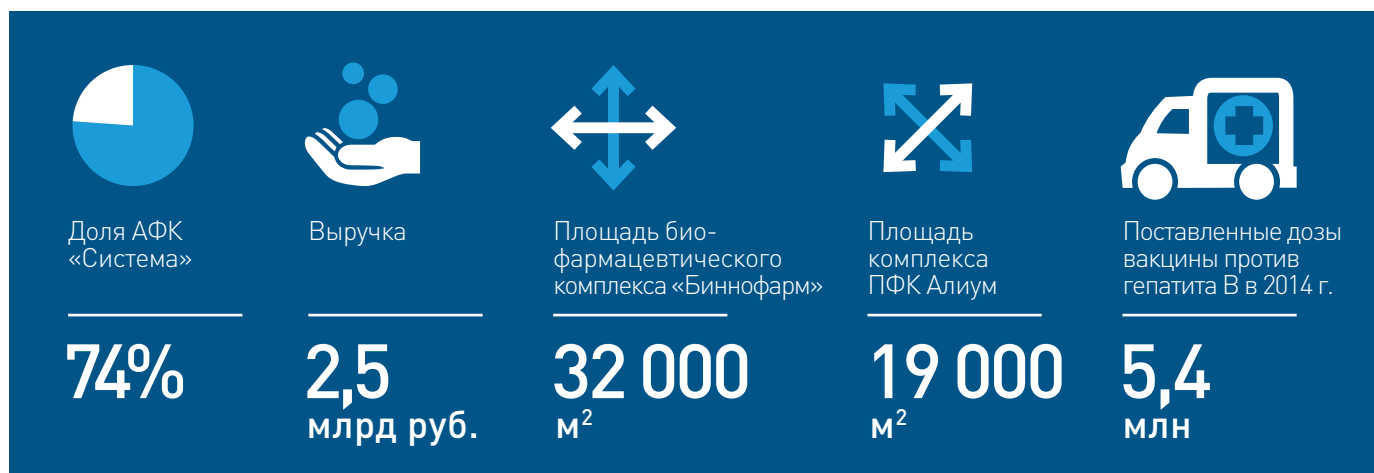 Доля АФК
«Система»
74%
Выручка
2,5
млрд руб.
Площадь био-
фармацевтического
комплекса «Биннофарм»
32 000
м²
Площадь
комплекса
ПФК Алиум
19 000
м²
Поставленные дозы
вакцины против
гепатита В в 2014 г.
5,4
млн